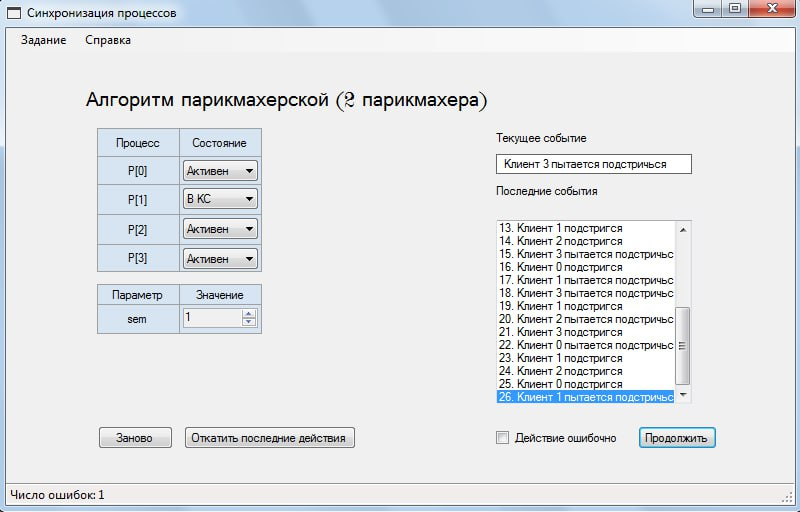 Синхронизация процессов
Задание Справка
Алгоритм парикмахерской (2 парикмахера)
Процесс Состояние
P[0] Активен
P[1] В КС
P[2] Активен
P[3] Активен
Параметр Значение
sem 1
Текущее событие
Клиент 3 пытается подстричься
Последние события
13. Клиент 1 подстригся
14. Клиент 2 подстригся
15. Клиент 3 пытается подстричьс
16. Клиент 0 подстригся
17. Клиент 1 пытается подстричьс
18. Клиент 3 пытается подстричьс
19. Клиент 1 подстригся
20. Клиент 2 пытается подстричьс
21. Клиент 3 подстригся
22. Клиент 0 пытается подстричьс
23. Клиент 1 подстригся
24. Клиент 2 подстригся
25. Клиент 0 подстригся
26. Клиент 1 пытается подстричьс
Заново Откатить последние действия Действие ошибочно Продолжить
Число ошибок: 1